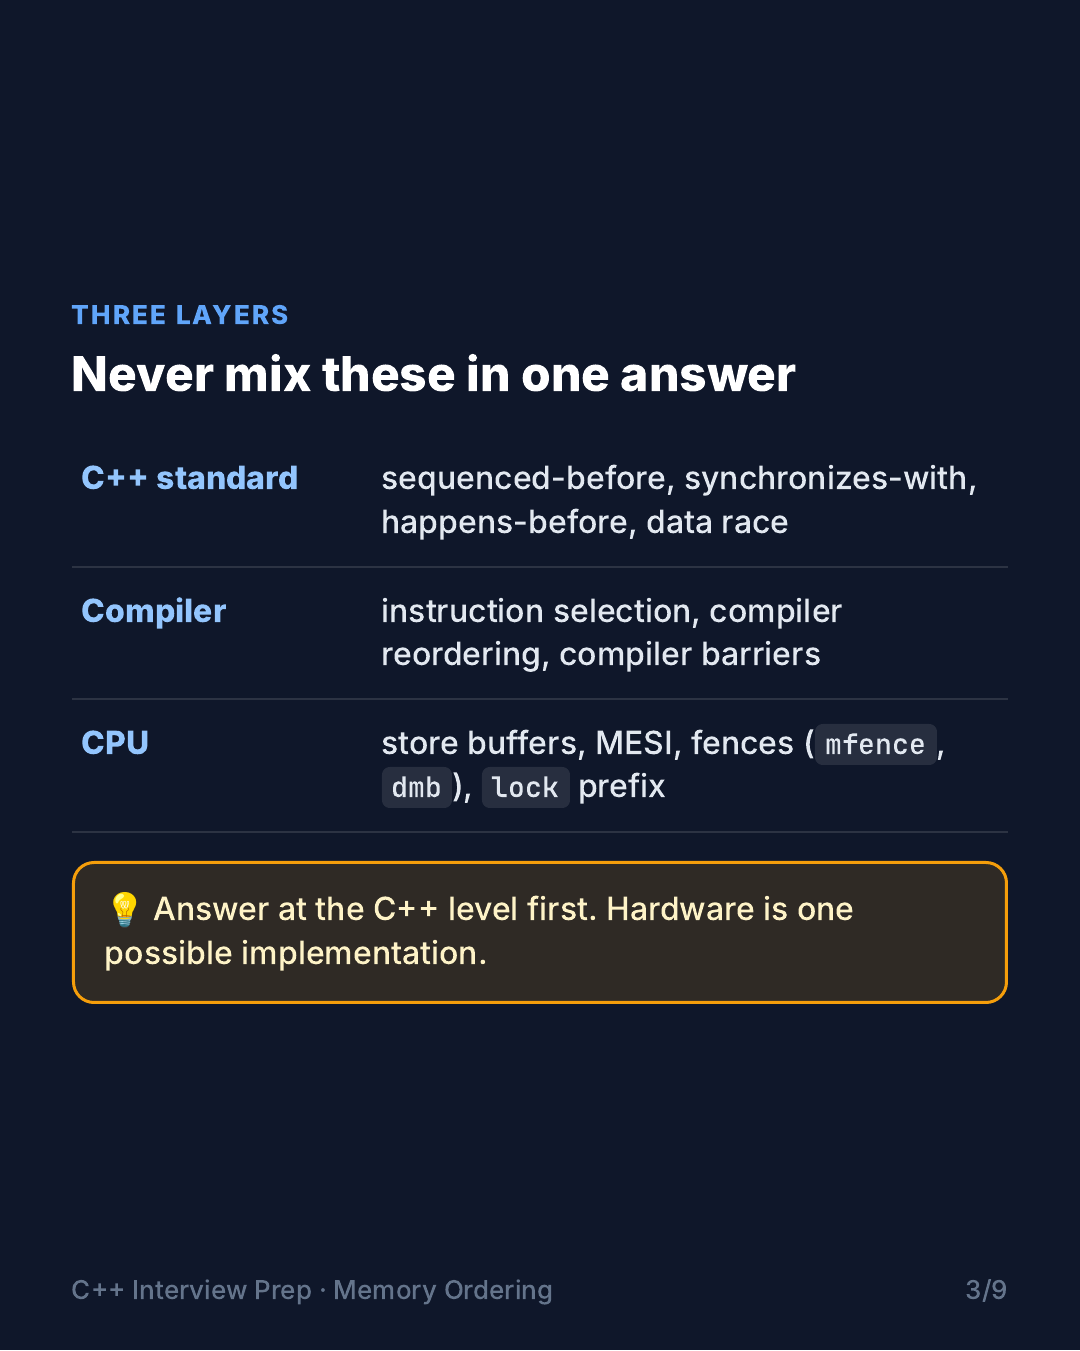 THREE LAYERS
Never mix these in one answer
C++ standard
sequenced-before, synchronizes-with,
happens-before, data race
Compiler
instruction selection, compiler
reordering, compiler barriers
CPU
store buffers, MESI, fences (mfence,
dmb), lock prefix
💡 Answer at the C++ level first. Hardware is one
possible implementation.
C++ Interview Prep · Memory Ordering
3/9